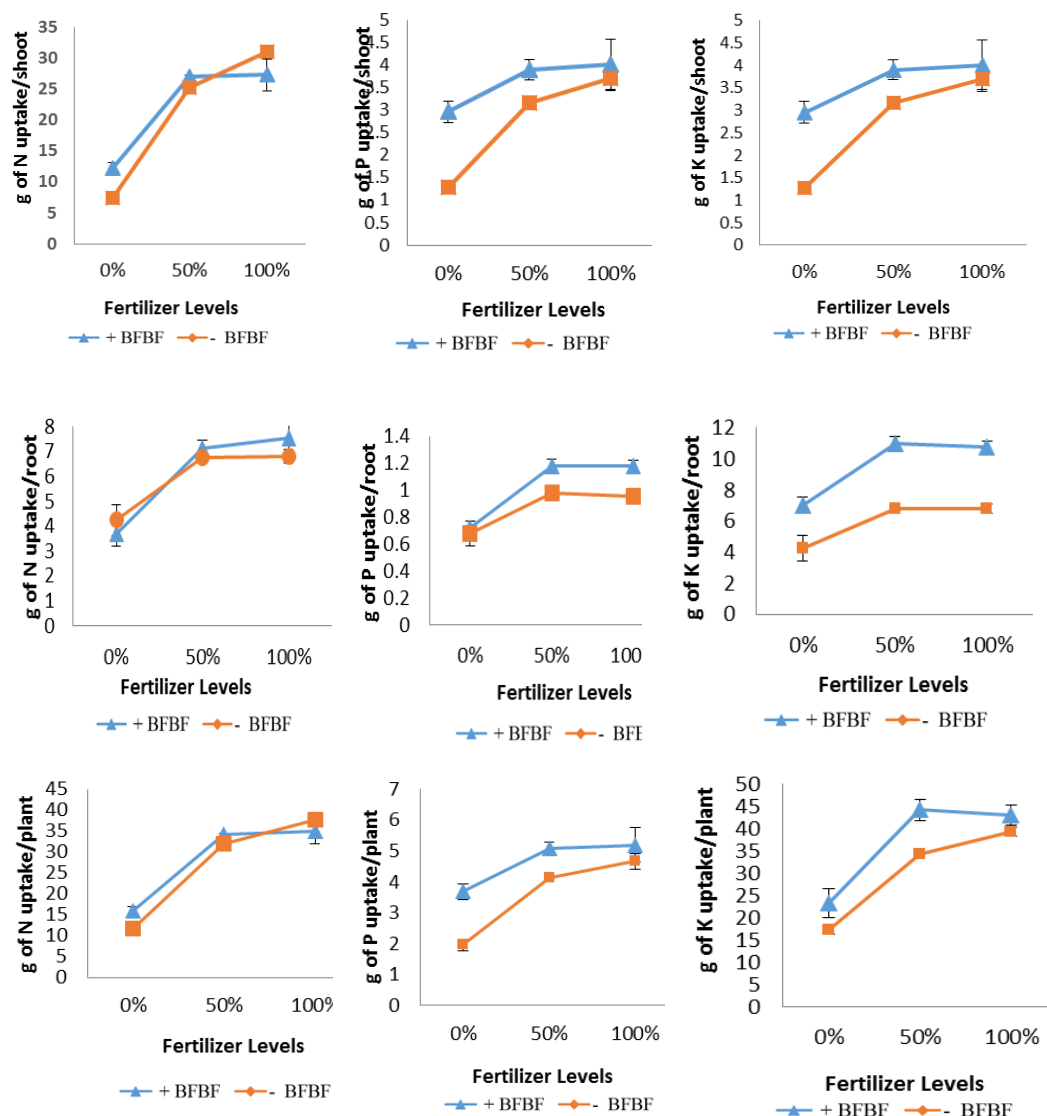 g of N uptake/shoot
35
30
25
20
15
10
5
0
0% 50% 100%
Fertilizer Levels
+ BFBF - BFBF
g of P uptake/shoot
5
4.5
4
3.5
3
2.5
2
1.5
1
0.5
0
0% 50% 100%
Fertilizer Levels
+ BFBF - BFBF
g of K uptake/shoot
5
4.5
4
3.5
3
2.5
2
1.5
1
0.5
0
0% 50% 100%
Fertilizer Levels
+ BFBF - BFBF
g of N uptake/root
8
7
6
5
4
3
2
1
0
0% 50% 100%
Fertilizer Levels
+ BFBF - BFBF
g of P uptake/root
1.4
1.2
1
0.8
0.6
0.4
0.2
0
0% 50% 100
Fertilizer Levels
+ BFBF - BFF
g of K uptake/root
12
10
8
6
4
2
0
0% 50% 100%
Fertilizer Levels
+ BFBF - BFBF
g of N uptake/plant
45
40
35
30
25
20
15
10
5
0
0% 50% 100%
Fertilizer Levels
+ BFBF - BFBF
g of P uptake/plant
7
6
5
4
3
2
1
0
0% 50% 100%
Fertilizer Levels
+ BFBF - BFBF
g of K uptake/plant
50
45
40
35
30
25
20
15
10
5
0
0% 50% 100%
Fertilizer Levels
+ BFBF - BFBF